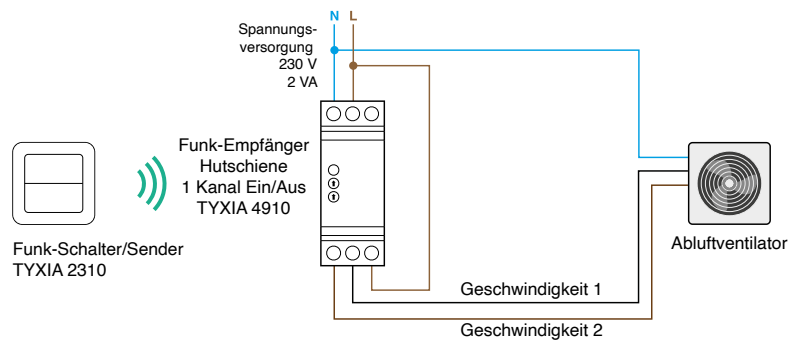 N L
Spannungs-
versorgung
230 V
2 VA
Funk-Empfänger
Hutschiene
1 Kanal Ein/Aus
TYXIA 4910
Funk-Schalter/Sender
TYXIA 2310
Abluftventilator
Geschwindigkeit 1
Geschwindigkeit 2